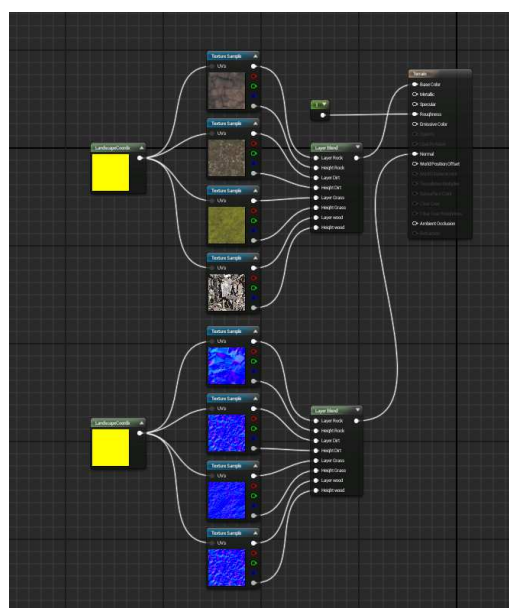 Texture Sample
UVs
Texture Sample
UVs
Texture Sample
UVs
Texture Sample
UVs
LandscapeCoords
Layer Blend
Layer Rock
Height Rock
Layer Dirt
Height Dirt
Layer Grass
Height Grass
Layer wood
Height wood
Terrain
Base Color
Metallic
Specular
Roughness
Emissive Color
Normal
World Position Offset
Ambient Occlusion
Texture Sample
UVs
Texture Sample
UVs
Texture Sample
UVs
Texture Sample
UVs
LandscapeCoords
Layer Blend
Layer Rock
Height Rock
Layer Dirt
Height Dirt
Layer Grass
Height Grass
Layer wood
Height wood